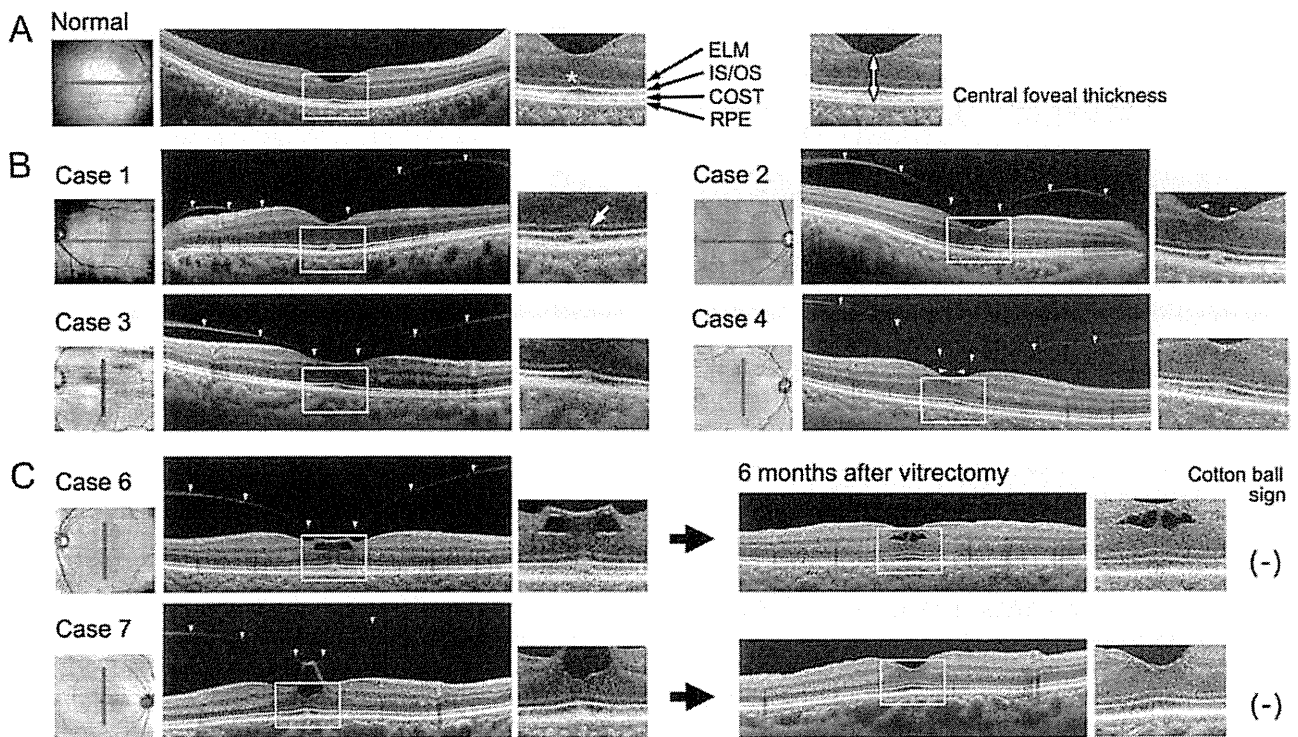 A
Normal
*
ELM
IS/OS
COST
RPE
Central foveal thickness
B
Case 1
Case 2
Case 3
Case 4
C
Case 6
6 months after vitrectomy
Cotton ball
sign
(-)
Case 7
(-)